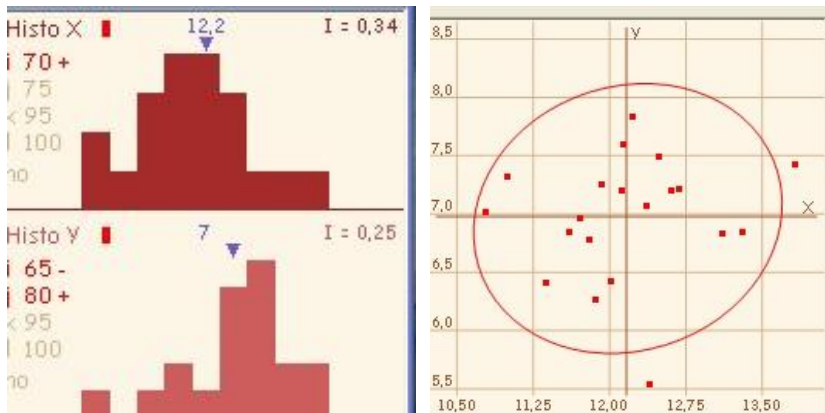 Histo X 12,2 I = 0,34
i 70 +
j 75
x 95
l 100
no
Histo Y 7 I = 0,25
i 65 -
j 80 +
x 95
l 100
no
y
8,5
8,0
7,5
7,0 X
6,5
6,0
5,5
10,50 11,25 12,00 12,75 13,50